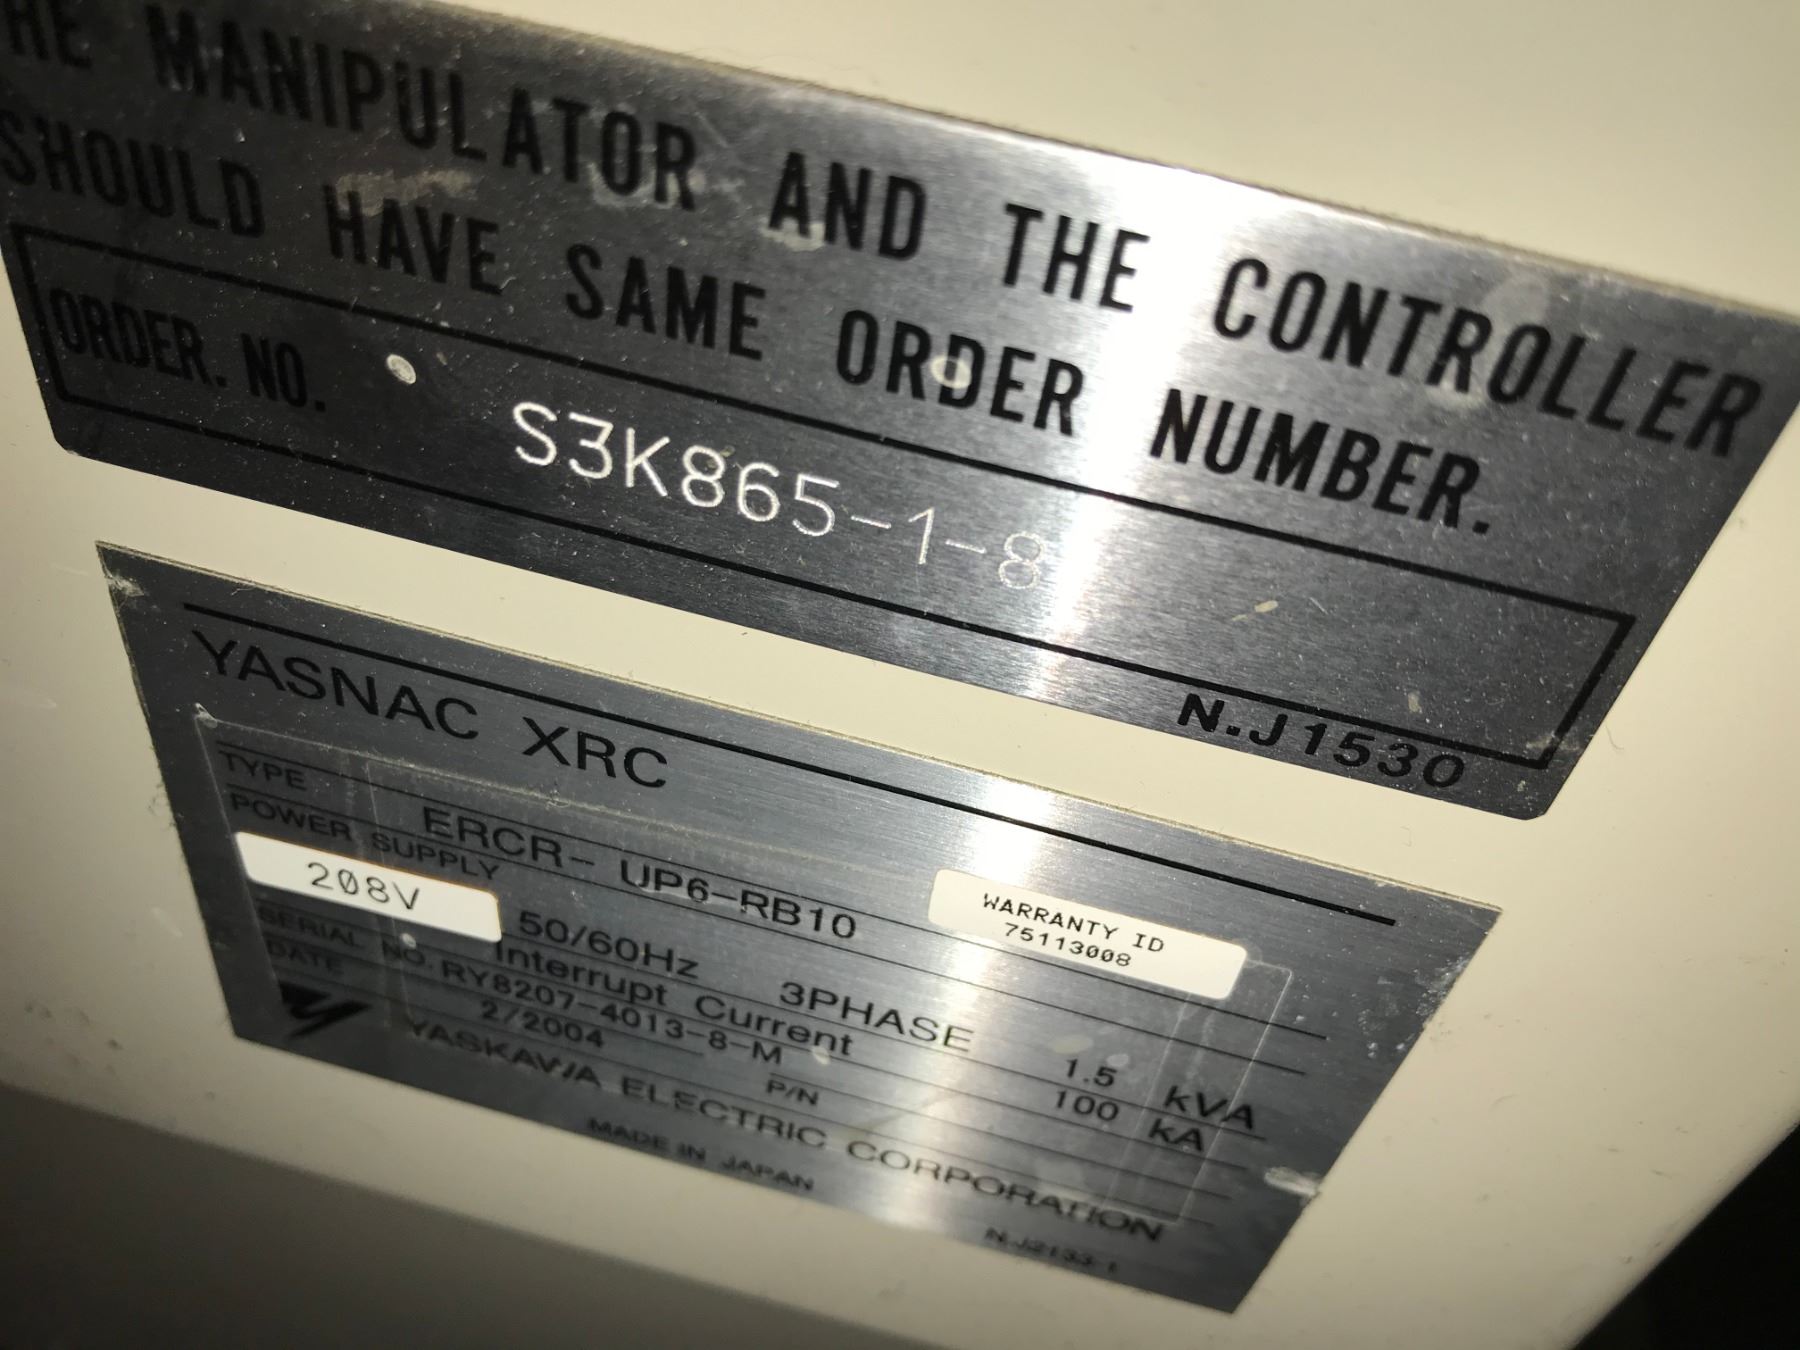 HE MANIPULATOR AND THE CONTROLLER
SHOULD HAVE SAME ORDER NUMBER.
ORDER. NO. S3K865-1-8
N.J1530
YASNAC XRC
TYPE ERCR- UP6-RB10
WARRANTY ID
75113008
POWER SUPPLY
208V 50/60Hz 3PHASE 1.5 kVA
Interrupt Current 100 kA
SERIAL NO. RY8207-4013-8-M
DATE 2/2004 P/N
YASKAWA ELECTRIC CORPORATION
MADE IN JAPAN
NJ2133-1